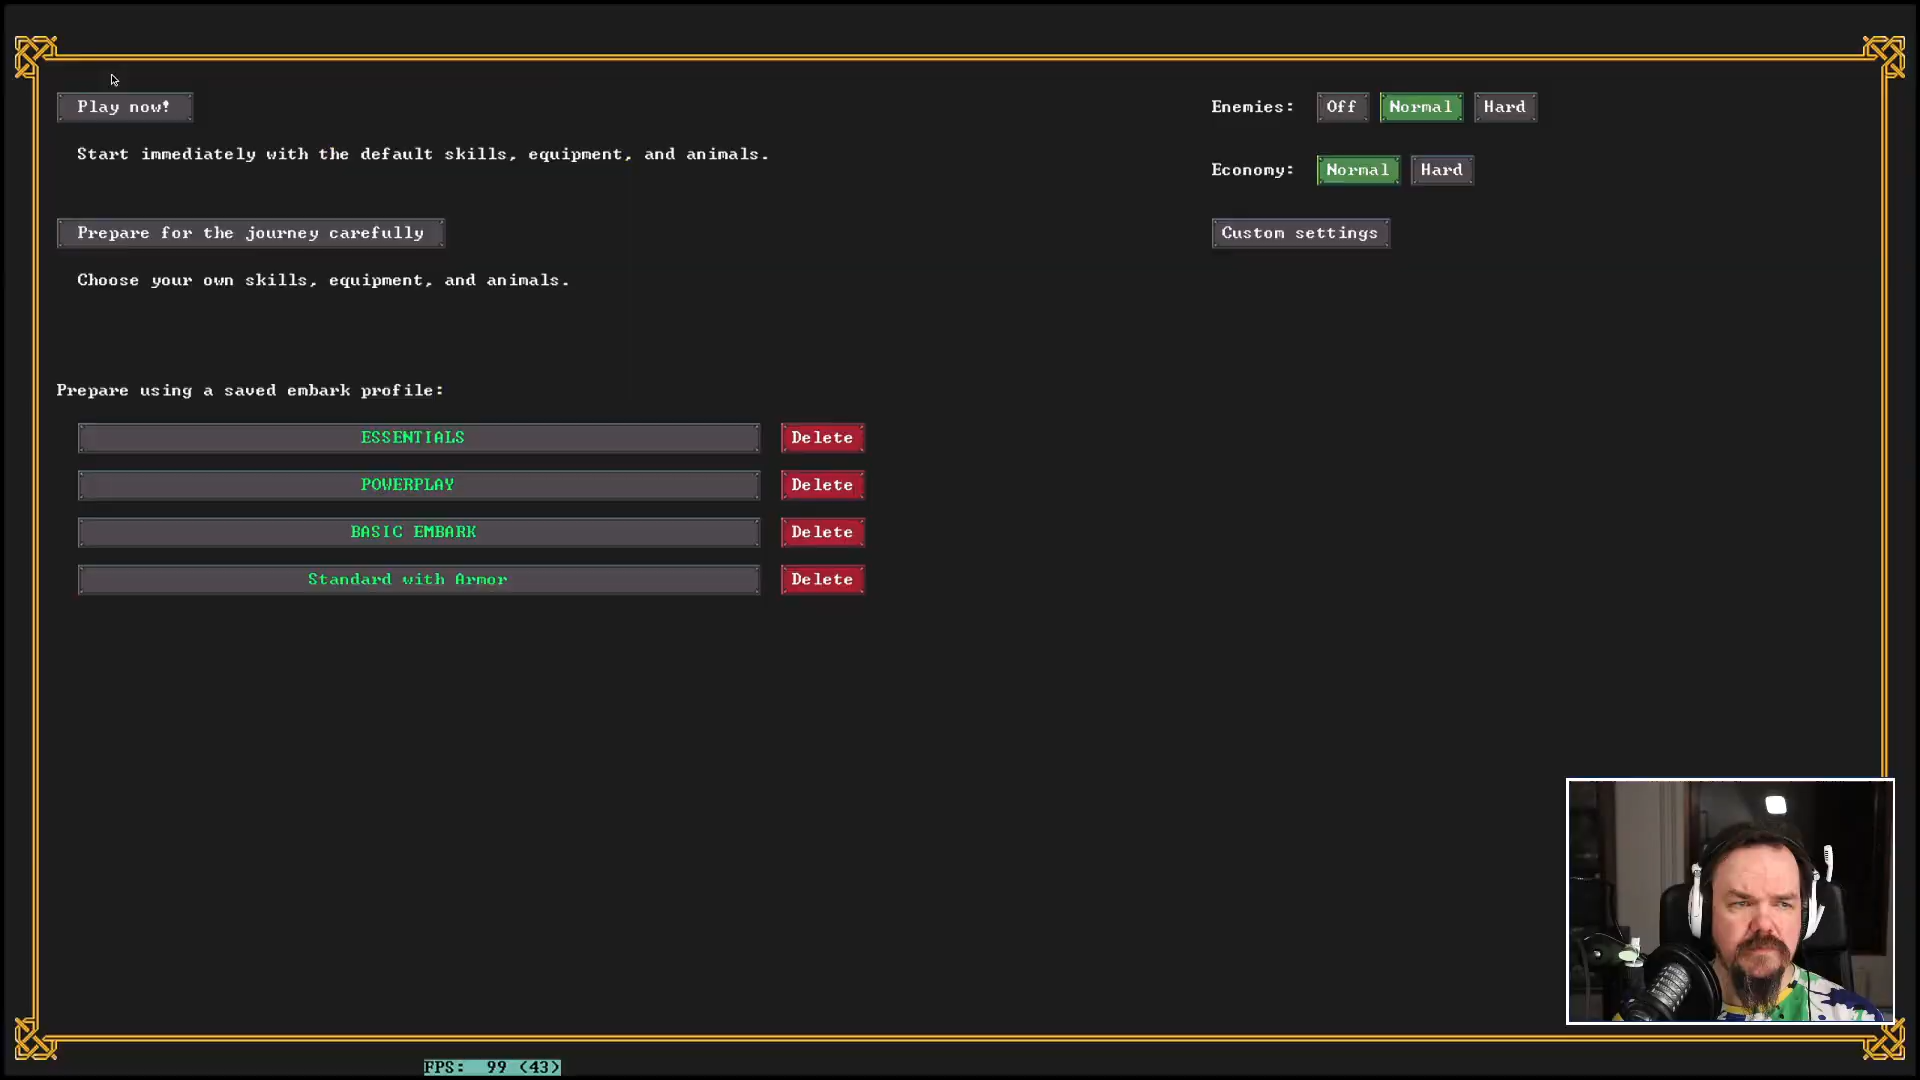 Play now!
Start immediately with the default skills, equipment, and animals.
Prepare for the journey carefully
Choose your own skills, equipment, and animals.
Enemies: Off Normal Hard
Economy: Normal Hard
Custom settings
Prepare using a saved embark profile:
ESSENTIALS Delete
POWERPLAY Delete
BASIC EMBARK Delete
Standard with Armor Delete
FPS: 99 (43)